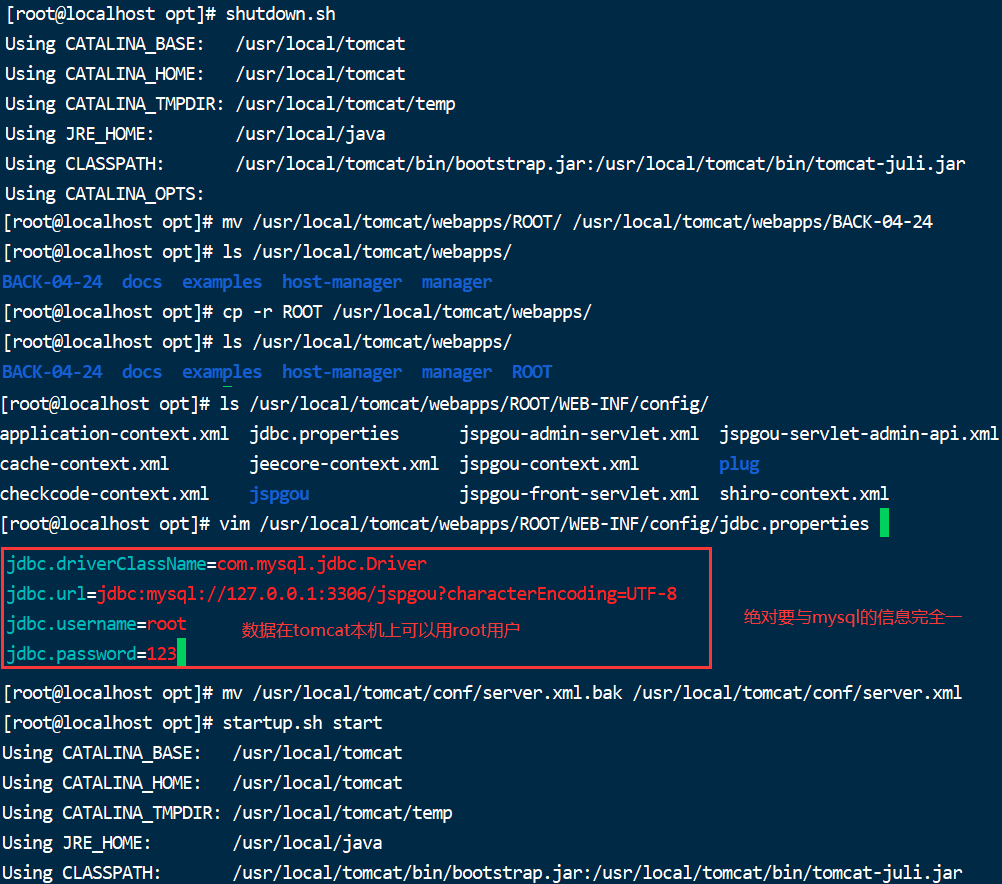 [root@localhost opt]# shutdown.sh
Using CATALINA_BASE:   /usr/local/tomcat
Using CATALINA_HOME:   /usr/local/tomcat
Using CATALINA_TMPDIR: /usr/local/tomcat/temp
Using JRE_HOME:        /usr/local/java
Using CLASSPATH:       /usr/local/tomcat/bin/bootstrap.jar:/usr/local/tomcat/bin/tomcat-juli.jar
Using CATALINA_OPTS:
[root@localhost opt]# mv /usr/local/tomcat/webapps/ROOT/ /usr/local/tomcat/webapps/BACK-04-24
[root@localhost opt]# ls /usr/local/tomcat/webapps/
BACK-04-24  docs  examples  host-manager  manager
[root@localhost opt]# cp -r ROOT /usr/local/tomcat/webapps/
[root@localhost opt]# ls /usr/local/tomcat/webapps/
BACK-04-24  docs  examples  host-manager  manager  ROOT
[root@localhost opt]# ls /usr/local/tomcat/webapps/ROOT/WEB-INF/config/
application-context.xml  jdbc.properties      jspgou-admin-servlet.xml  jspgou-servlet-admin-api.xml
cache-context.xml        jeecore-context.xml  jspgou-context.xml        plug
checkcode-context.xml    jspgou               jspgou-front-servlet.xml  shiro-context.xml
[root@localhost opt]# vim /usr/local/tomcat/webapps/ROOT/WEB-INF/config/jdbc.properties
jdbc.driverClassName=com.mysql.jdbc.Driver
jdbc.url=jdbc:mysql://127.0.0.1:3306/jspgou?characterEncoding=UTF-8
绝对要与mysql的信息完全一
jdbc.username=root
数据在tomcat本机上可以用root用户
jdbc.password=123
[root@localhost opt]# mv /usr/local/tomcat/conf/server.xml.bak /usr/local/tomcat/conf/server.xml
[root@localhost opt]# startup.sh start
Using CATALINA_BASE:   /usr/local/tomcat
Using CATALINA_HOME:   /usr/local/tomcat
Using CATALINA_TMPDIR: /usr/local/tomcat/temp
Using JRE_HOME:        /usr/local/java
Using CLASSPATH:       /usr/local/tomcat/bin/bootstrap.jar:/usr/local/tomcat/bin/tomcat-juli.jar